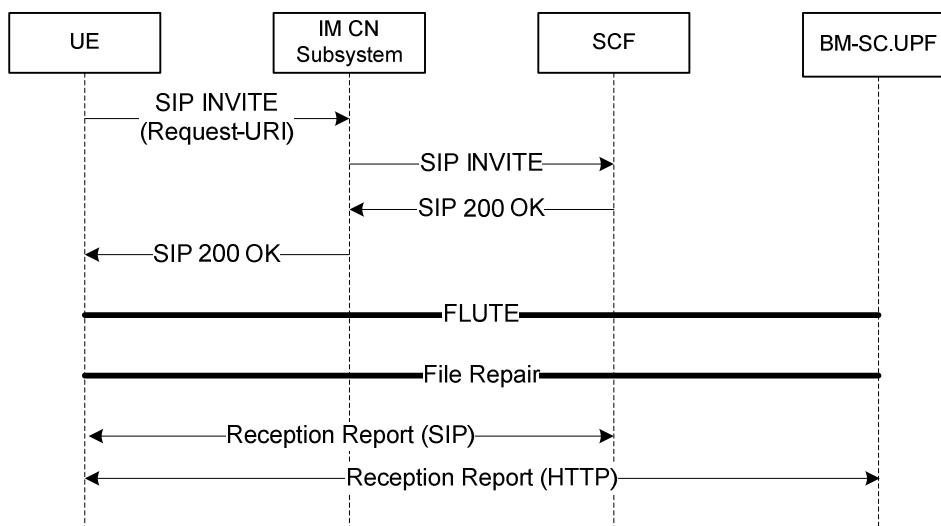 UE
IM CN
Subsystem
SCF
BM-SC.UPF
SIP INVITE
(Request-URI)
SIP INVITE
SIP 200 OK
SIP 200 OK
FLUTE
File Repair
Reception Report (SIP)
Reception Report (HTTP)